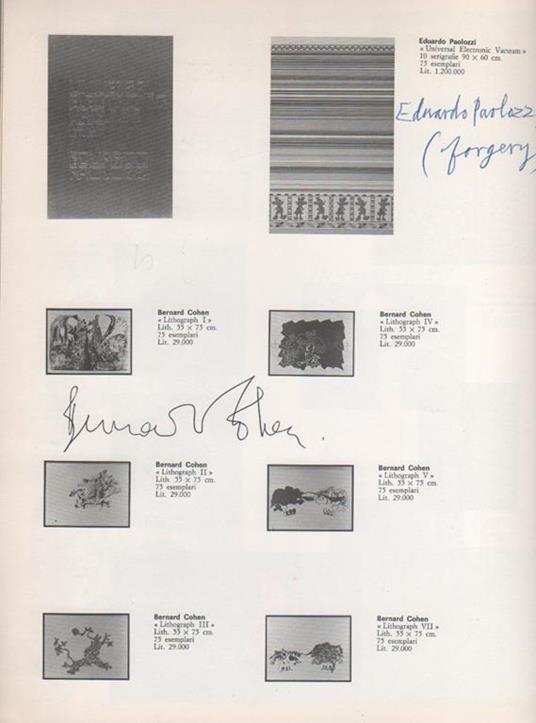 Eduardo Paolozzi
« Universal Electronic Vacuum »
10 serigrafie 90 × 60 cm.
75 esemplari
Lit. 1.200.000
Eduardo Paolozz
(forgery)
Bernard Cohen
« Lithograph I »
Lith. 55 × 75 cm.
75 esemplari
Lit. 29.000
Bernard Cohen
« Lithograph IV »
Lith. 55 × 75 cm.
75 esemplari
Lit. 29.000
Bernard Cohen.
Bernard Cohen
« Lithograph II »
Lith. 55 × 75 cm.
75 esemplari
Lit. 29.000
Bernard Cohen
« Lithograph V »
Lith. 55 × 75 cm.
75 esemplari
Lit. 29.000
Bernard Cohen
« Lithograph III »
Lith. 55 × 75 cm.
75 esemplari
Lit. 29.000
Bernard Cohen
« Lithograph VII »
Lith. 55 × 75 cm.
75 esemplari
Lit. 29.000